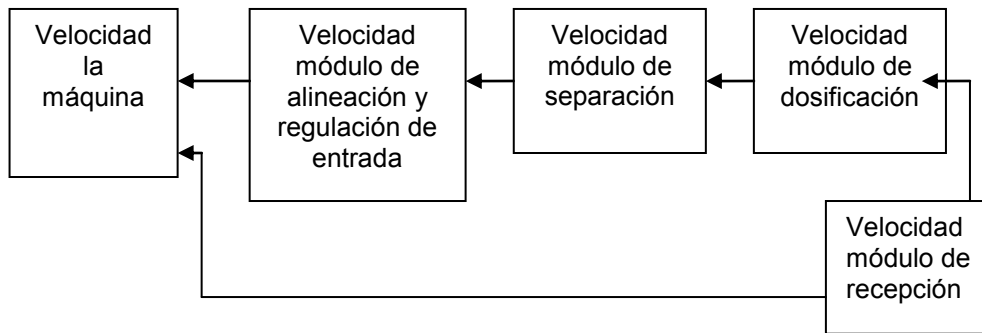 Velocidad
la
máquina
Velocidad
módulo de
alineación y
regulación de
entrada
Velocidad
módulo de
separación
Velocidad
módulo de
dosificación
Velocidad
módulo de
recepción